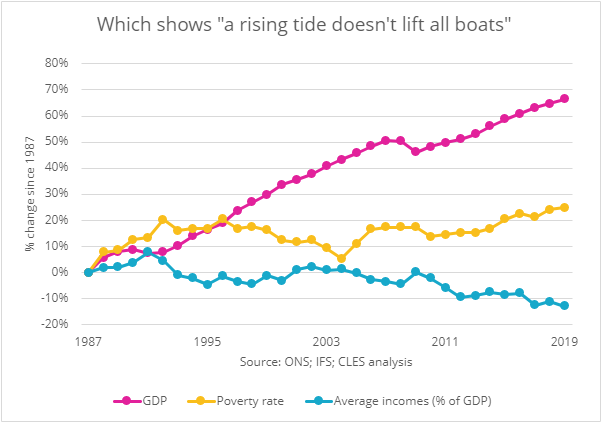 Which shows "a rising tide doesn't lift all boats"
80%
70%
60%
50%
40%
30%
20%
10%
0%
-10%
-20%
% change since 1987
1987 1995 2003 2011 2019
Source: ONS; IFS; CLES analysis
GDP Poverty rate Average incomes (% of GDP)